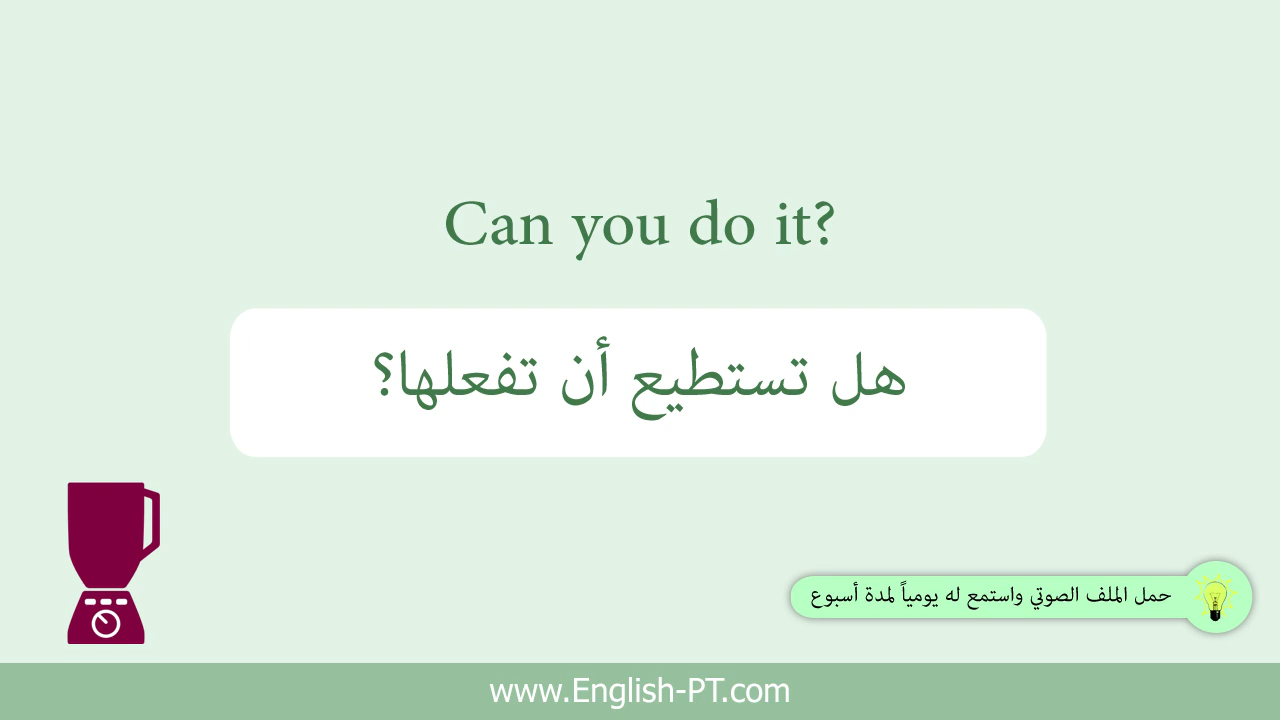 Can you do it?
هل تستطيع أن تفعلها؟
حمل الملف الصوتي واستمع له يومياً لمدة أسبوع
www.English-PT.com